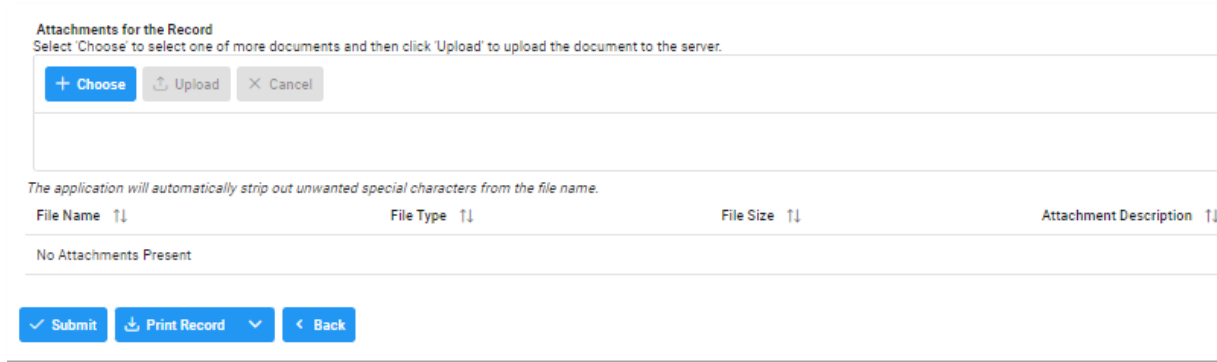 Attachments for the Record
Select 'Choose' to select one of more documents and then click 'Upload' to upload the document to the server.
Choose Upload Cancel
The application will automatically strip out unwanted special characters from the file name.
File Name File Type File Size Attachment Description
No Attachments Present
Submit Print Record Back